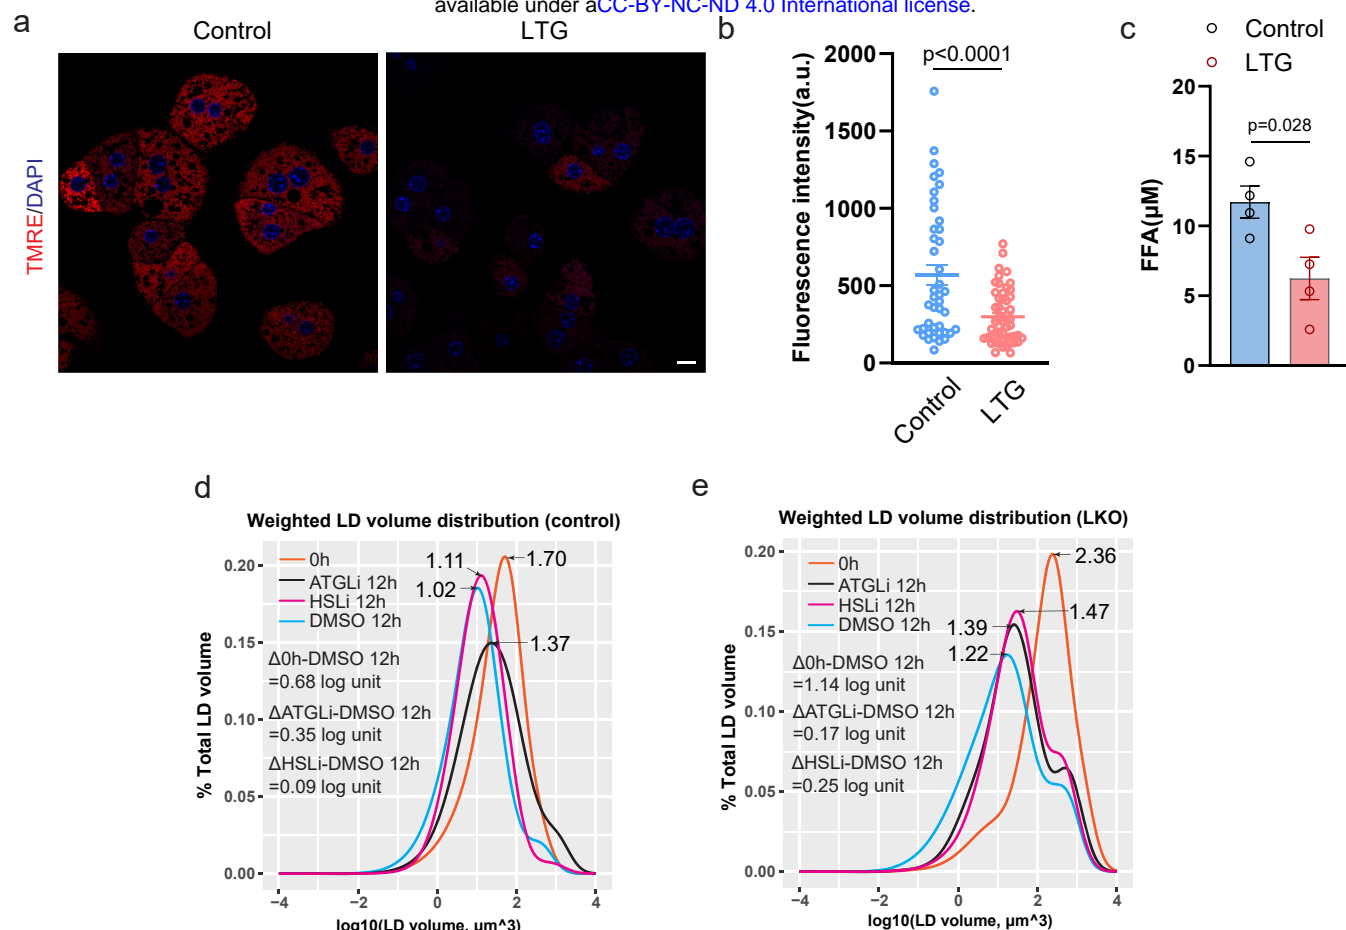 available under aCC-BY-NC-ND 4.0 International license.
a
Control
LTG
TMRE/DAPI
b
Fluorescence intensity(a.u.)
2000
1500
1000
500
0
p<0.0001
Control
LTG
c
Control
LTG
FFA(μM)
20
15
10
5
0
p=0.028
d
Weighted LD volume distribution (control)
% Total LD volume
0.20
0.15
0.10
0.05
0.00
0h
ATGLi 12h
HSLi 12h
DMSO 12h
1.11
1.02
1.70
1.37
Δ0h-DMSO 12h
=0.68 log unit
ΔATGLi-DMSO 12h
=0.35 log unit
ΔHSLi-DMSO 12h
=0.09 log unit
−4
−2
0
2
4
log10(LD volume, μm^3)
e
Weighted LD volume distribution (LKO)
% Total LD volume
0.20
0.15
0.10
0.05
0.00
0h
ATGLi 12h
HSLi 12h
DMSO 12h
2.36
1.47
1.39
1.22
Δ0h-DMSO 12h
=1.14 log unit
ΔATGLi-DMSO 12h
=0.17 log unit
ΔHSLi-DMSO 12h
=0.25 log unit
−4
−2
0
2
4
log10(LD volume, μm^3)